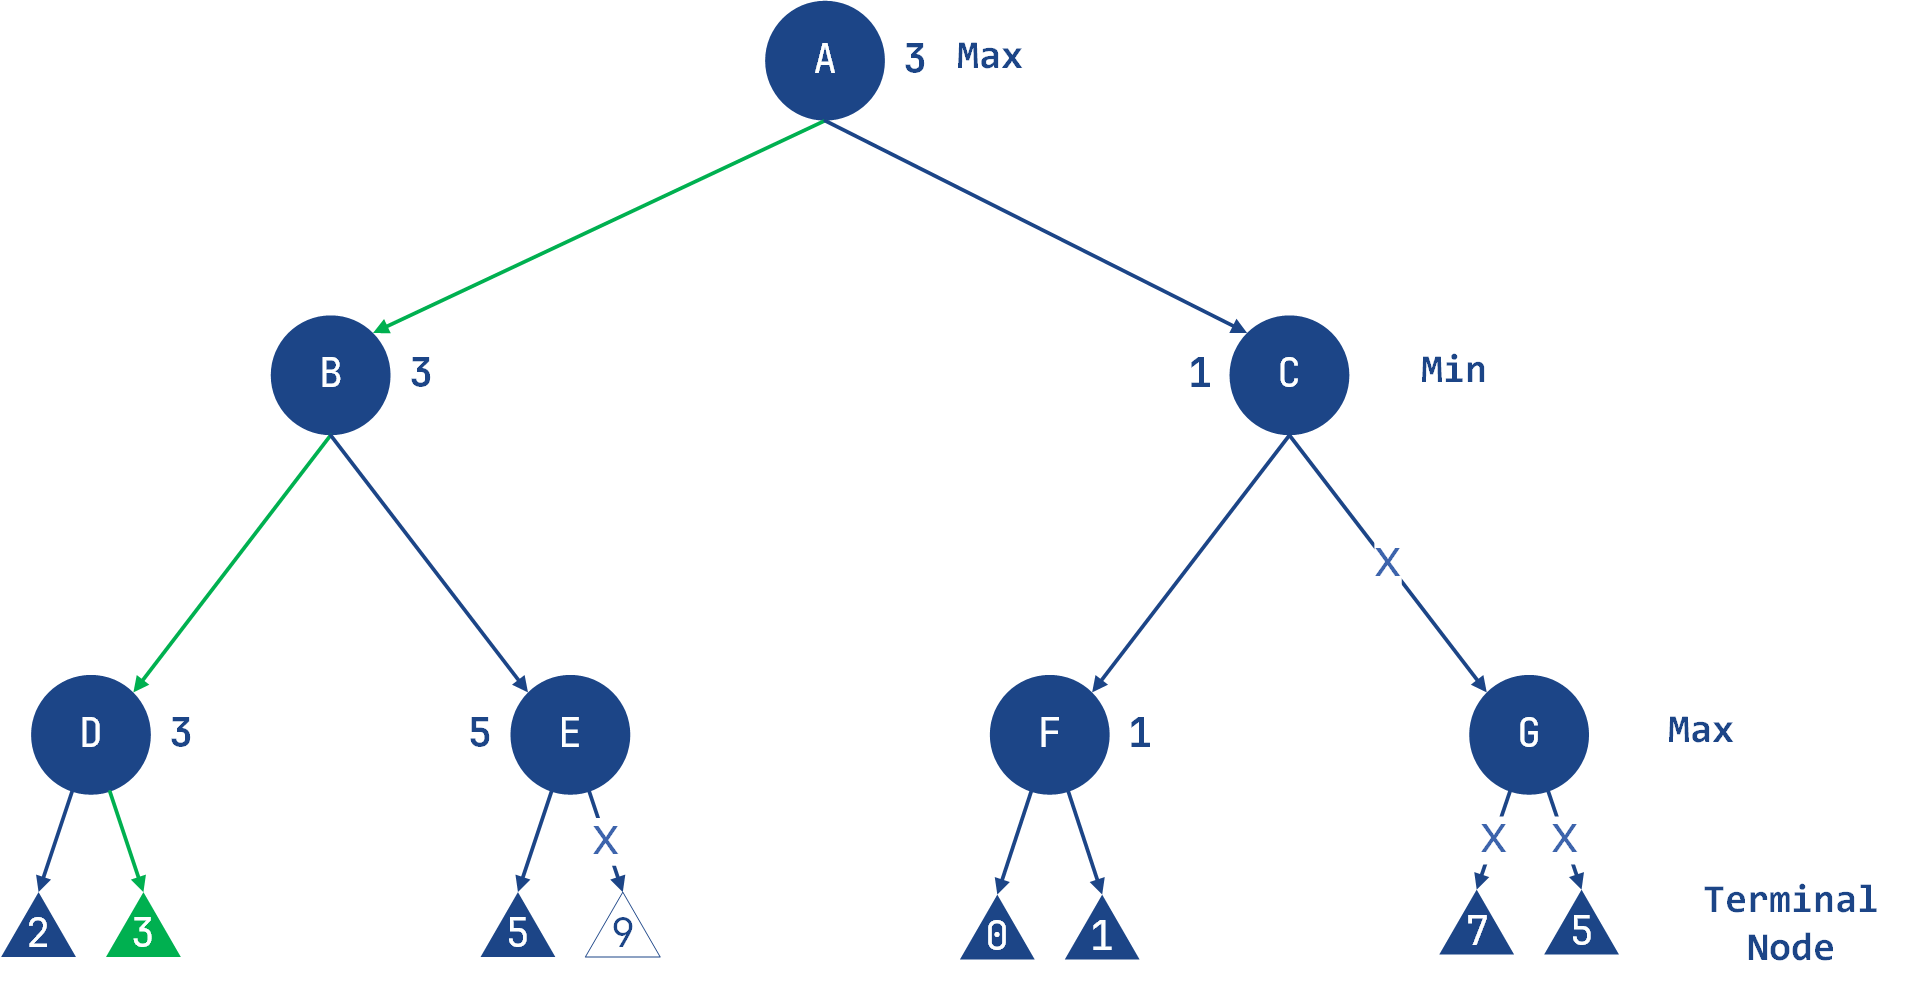 A 3 Max
B 3 1 C Min
X
D 3 5 E F 1 G Max
X X X
2 3 5 9 0 1 7 5 Terminal
Node